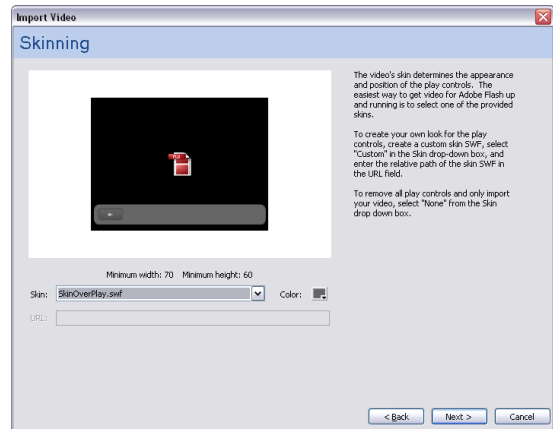 Import Video
Skinning
The video's skin determines the appearance
and position of the play controls. The
easiest way to get video for Adobe Flash up
and running is to select one of the provided
skins.
To create your own look for the play
controls, create a custom skin SWF, select
"Custom" in the Skin drop-down box, and
enter the relative path of the skin SWF in
the URL field.
To remove all play controls and only import
your video, select "None" from the Skin
drop down box.
Minimum width: 70 Minimum height: 60
Skin: SkinOverPlay.swf Color:
URL:
< Back Next > Cancel